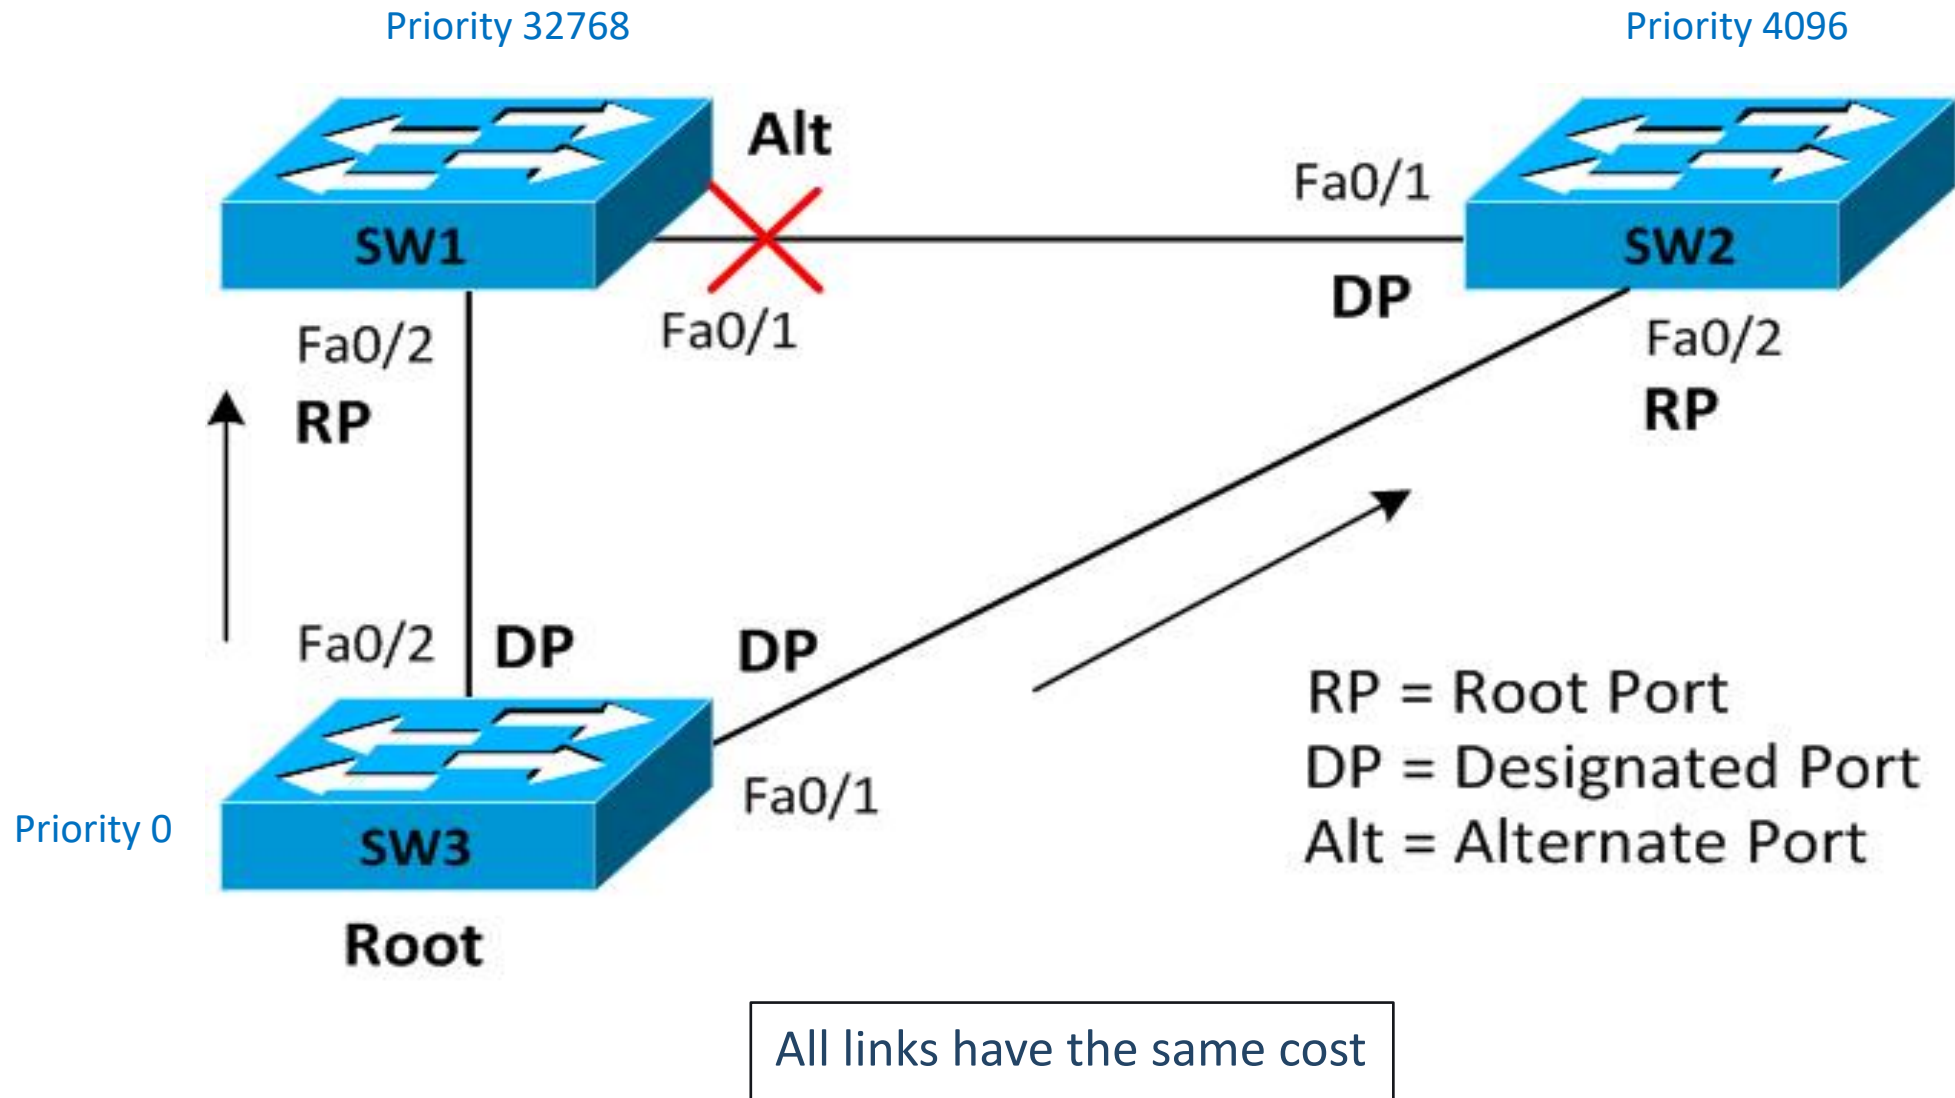 Priority 32768
Priority 4096
Alt
Fa0/1
SW1
SW2
DP
Fa0/2
Fa0/1
Fa0/2
RP
RP
Fa0/2
DP
DP
RP = Root Port
DP = Designated Port
Fa0/1
Priority 0
SW3
Alt = Alternate Port
Root
All links have the same cost